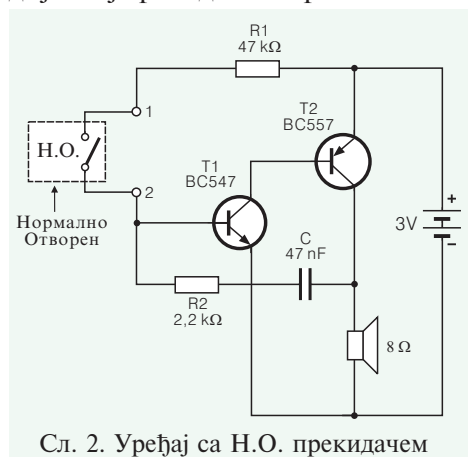 R1
47 kΩ
1
T2
BC557
Н.О.
T1
BC547
2
+
3V
−
Нормално
Отворен
C
47 nF
R2
2,2 kΩ
8 Ω
Сл. 2. Уређај са Н.О. прекидачем